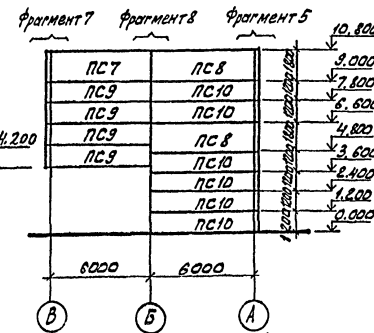 Фрагмент 7 Фрагмент 8 Фрагмент 5
10.800
ПС7 ПС8 9.000
ПС9 ПС10 7.800
ПС9 ПС10 6.600
ПС9 ПС8 4.800
4.200
ПС9 ПС10 3.600
ПС10 2.400
ПС10 1.200
ПС10 0.000
6000 6000
В Б А